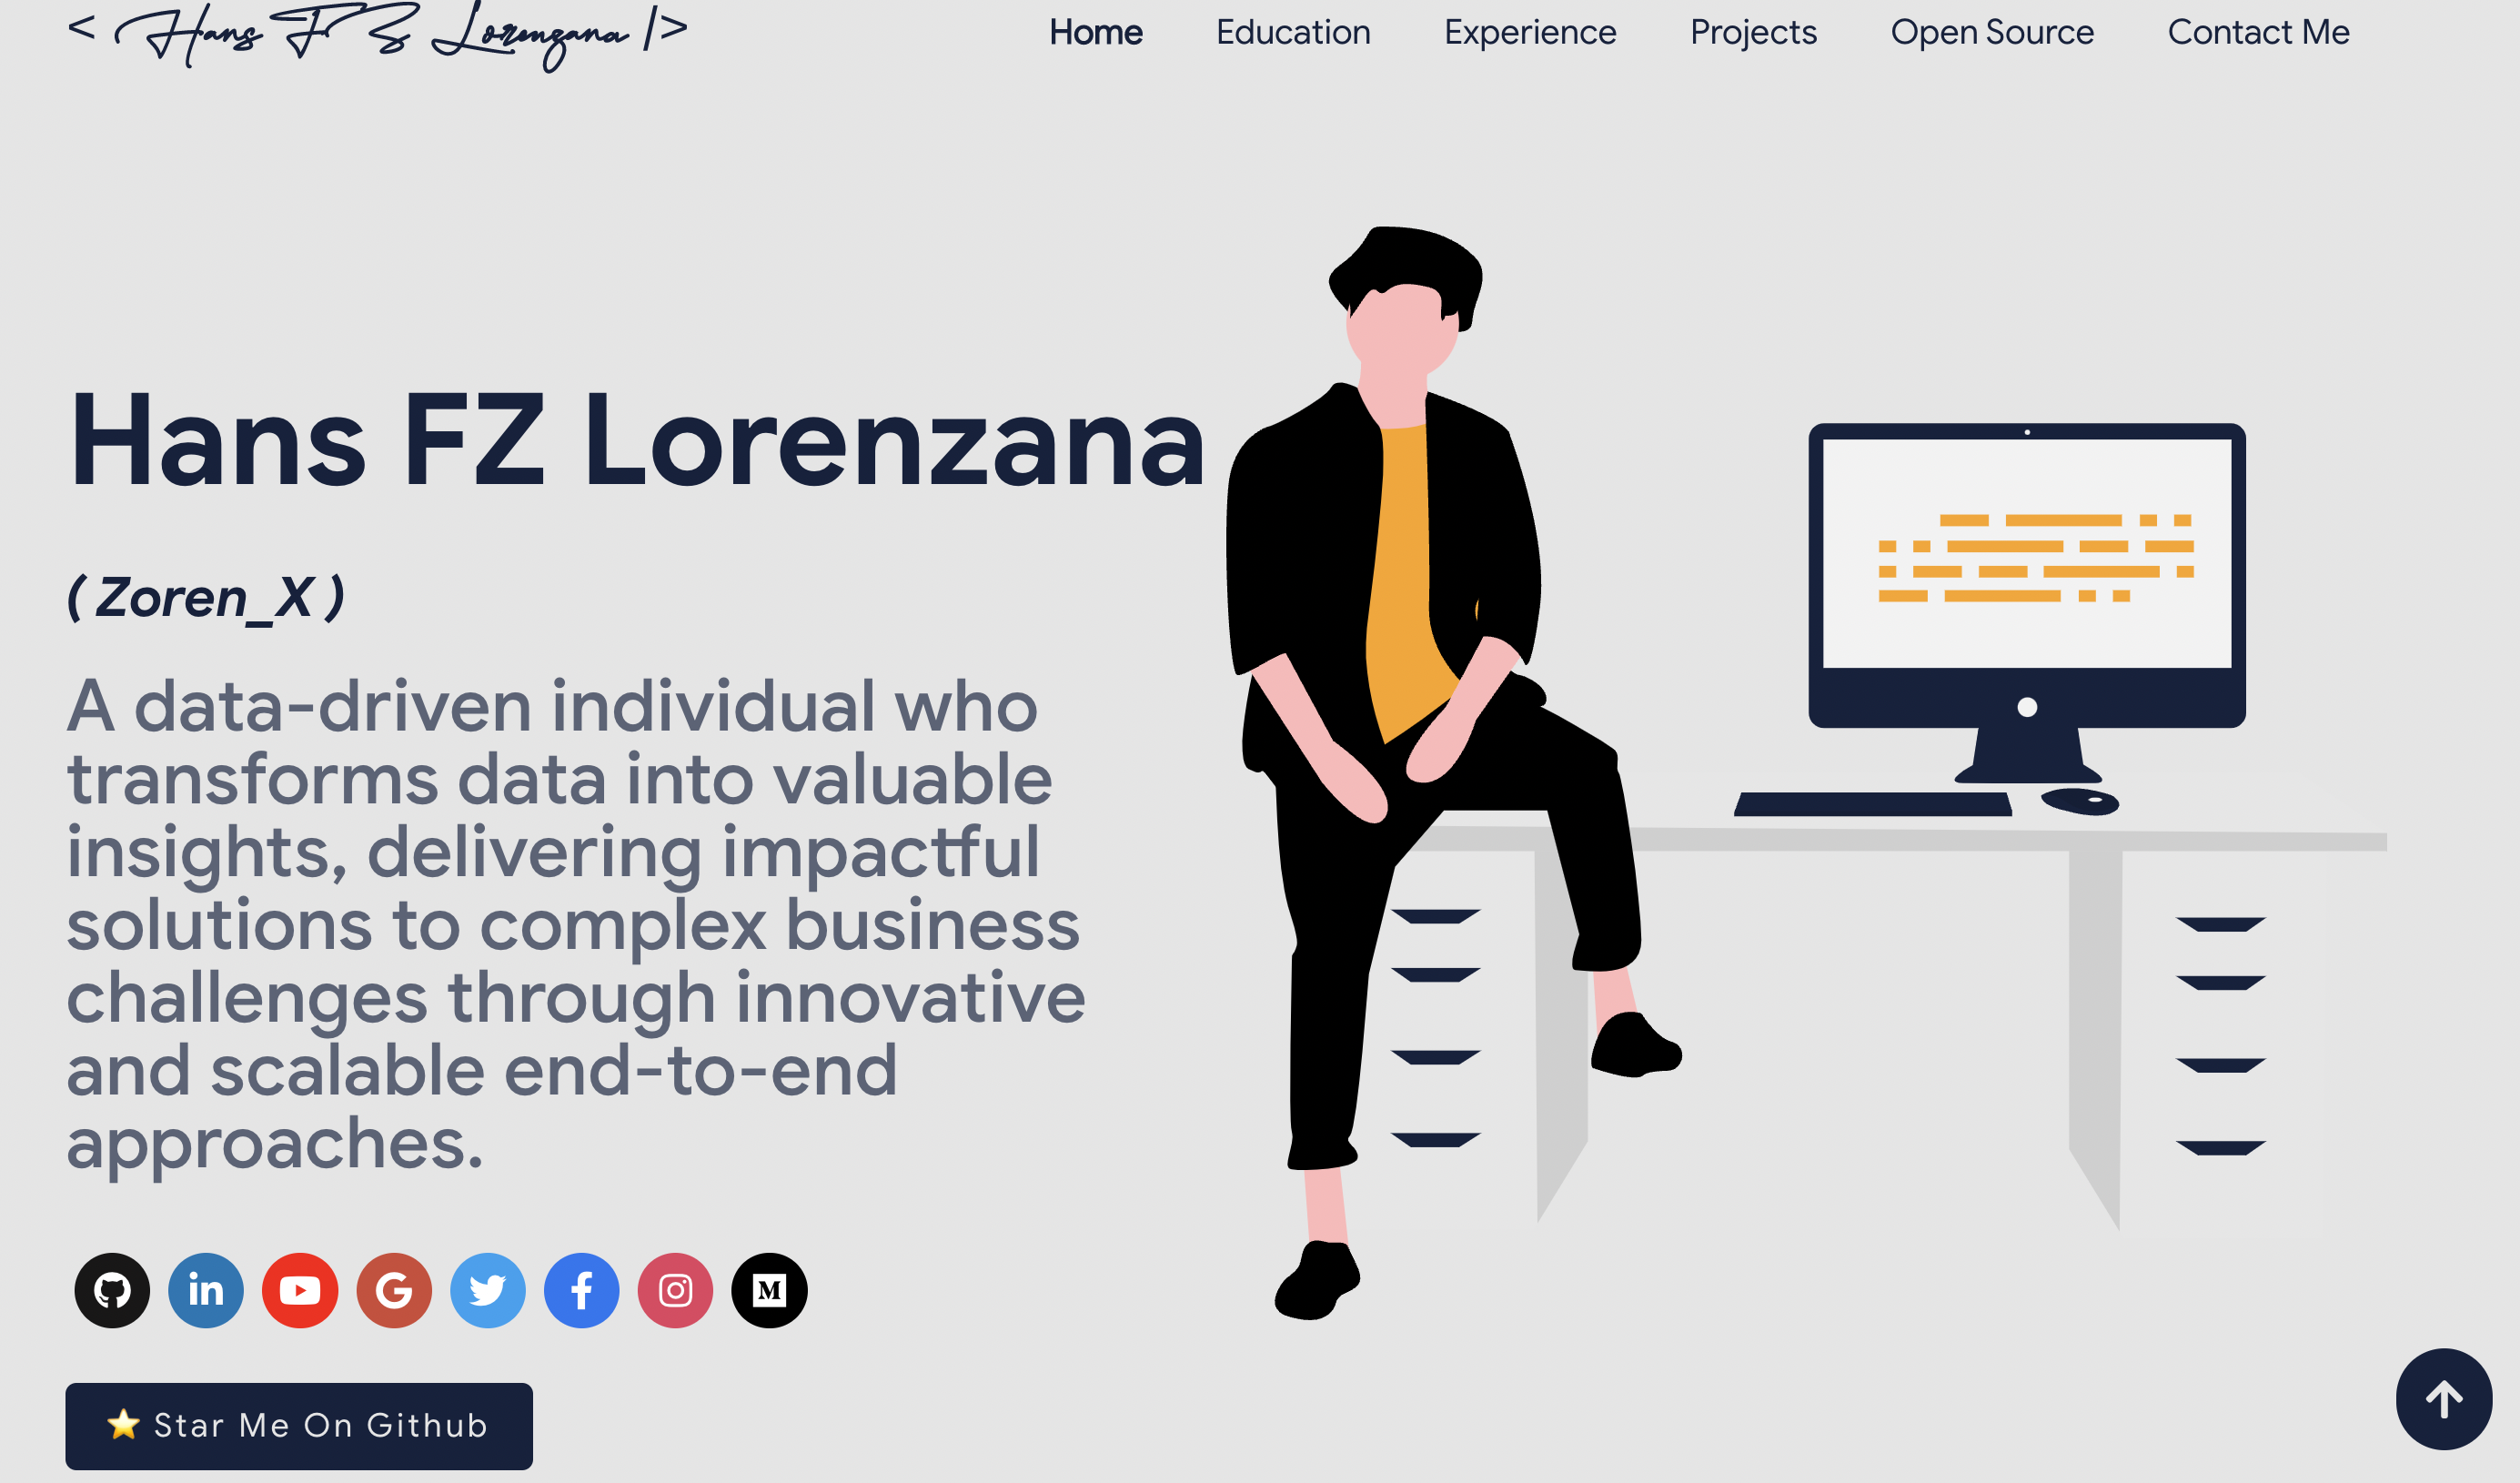 < Hans FZ Lorenzana />
Home Education Experience Projects Open Source Contact Me
Hans FZ Lorenzana
( Zoren_X )
A data-driven individual who
transforms data into valuable
insights, delivering impactful
solutions to complex business
challenges through innovative
and scalable end-to-end
approaches.
⭐ Star Me On Github